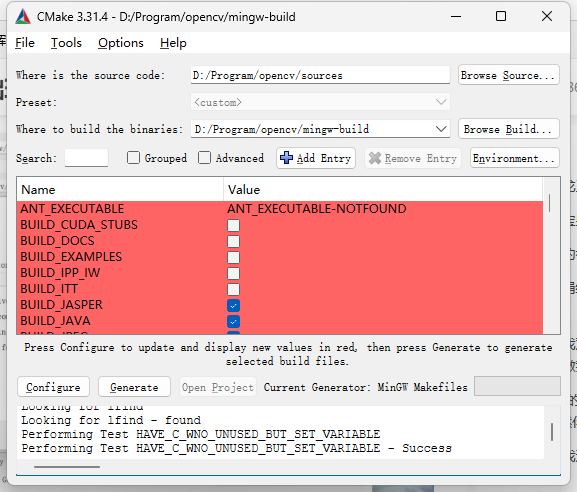 CMake 3.31.4 - D:/Program/opencv/mingw-build
File Tools Options Help
Where is the source code: D:/Program/opencv/sources Browse Source...
Preset: <custom>
Where to build the binaries: D:/Program/opencv/mingw-build Browse Build...
Search: Grouped Advanced Add Entry Remove Entry Environment...
Name Value
ANT_EXECUTABLE ANT_EXECUTABLE-NOTFOUND
BUILD_CUDA_STUBS
BUILD_DOCS
BUILD_EXAMPLES
BUILD_IPP_IW
BUILD_ITT
BUILD_JASPER
BUILD_JAVA
BUILD_JPEG
Press Configure to update and display new values in red, then press Generate to generate
selected build files.
Configure Generate Open Project Current Generator: MinGW Makefiles
Looking for lfind
Looking for lfind - found
Performing Test HAVE_C_WNO_UNUSED_BUT_SET_VARIABLE
Performing Test HAVE_C_WNO_UNUSED_BUT_SET_VARIABLE - Success